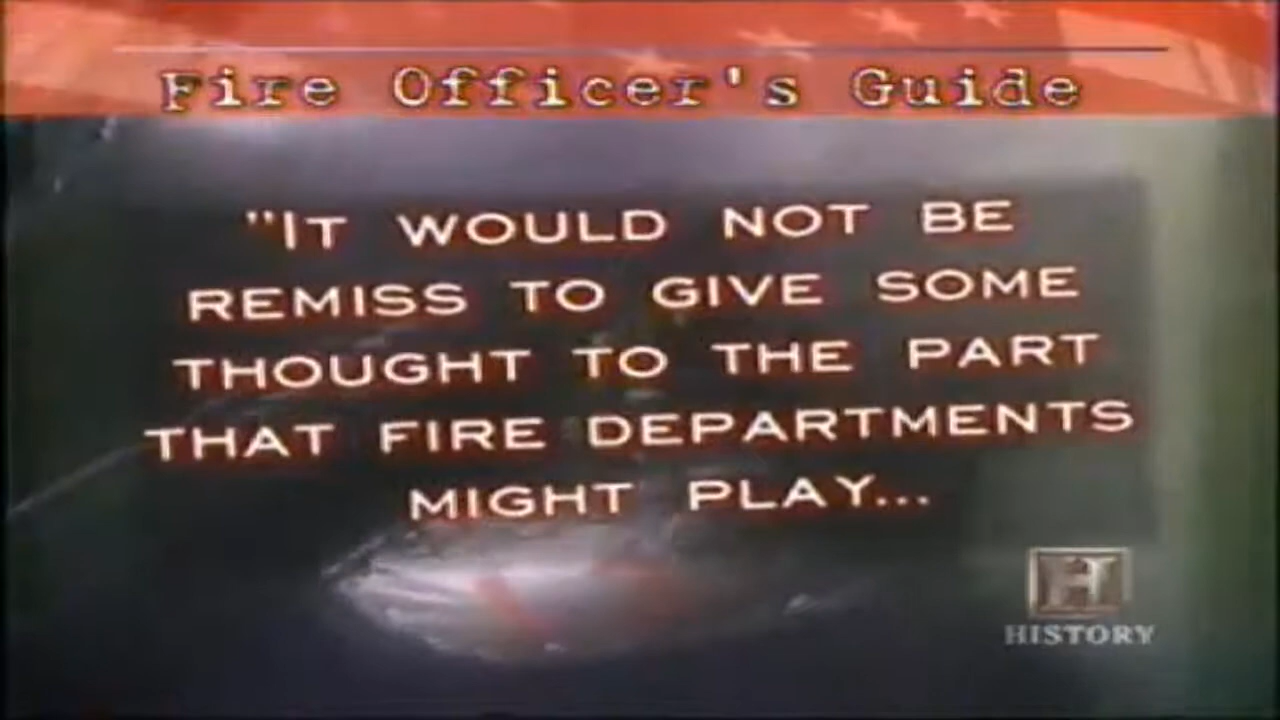 Fire Officer's Guide
"IT WOULD NOT BE
REMISS TO GIVE SOME
THOUGHT TO THE PART
THAT FIRE DEPARTMENTS
MIGHT PLAY...
H
HISTORY